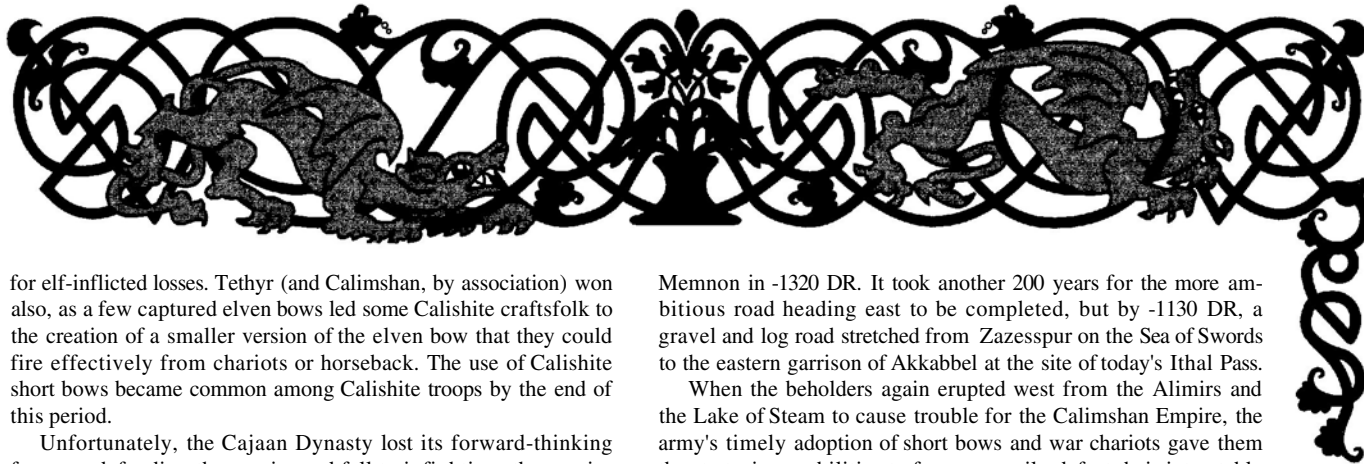 for elf-inflicted losses. Tethyr (and Calimshan, by association) won
also, as a few captured elven bows led some Calishite craftsfolk to
the creation of a smaller version of the elven bow that they could
fire effectively from chariots or horseback. The use of Calishite
short bows became common among Calishite troops by the end of
this period.
Unfortunately, the Cajaan Dynasty lost its forward-thinking
Memnon in -1320 DR. It took another 200 years for the more am-
bitious road heading east to be completed, but by -1130 DR, a
gravel and log road stretched from Zazesspur on the Sea of Swords
to the eastern garrison of Akkabbel at the site of today's Ithal Pass.
When the beholders again erupted west from the Alimirs and
the Lake of Steam to cause trouble for the Calimshan Empire, the
army's timely adoption of short bows and war chariots gave them